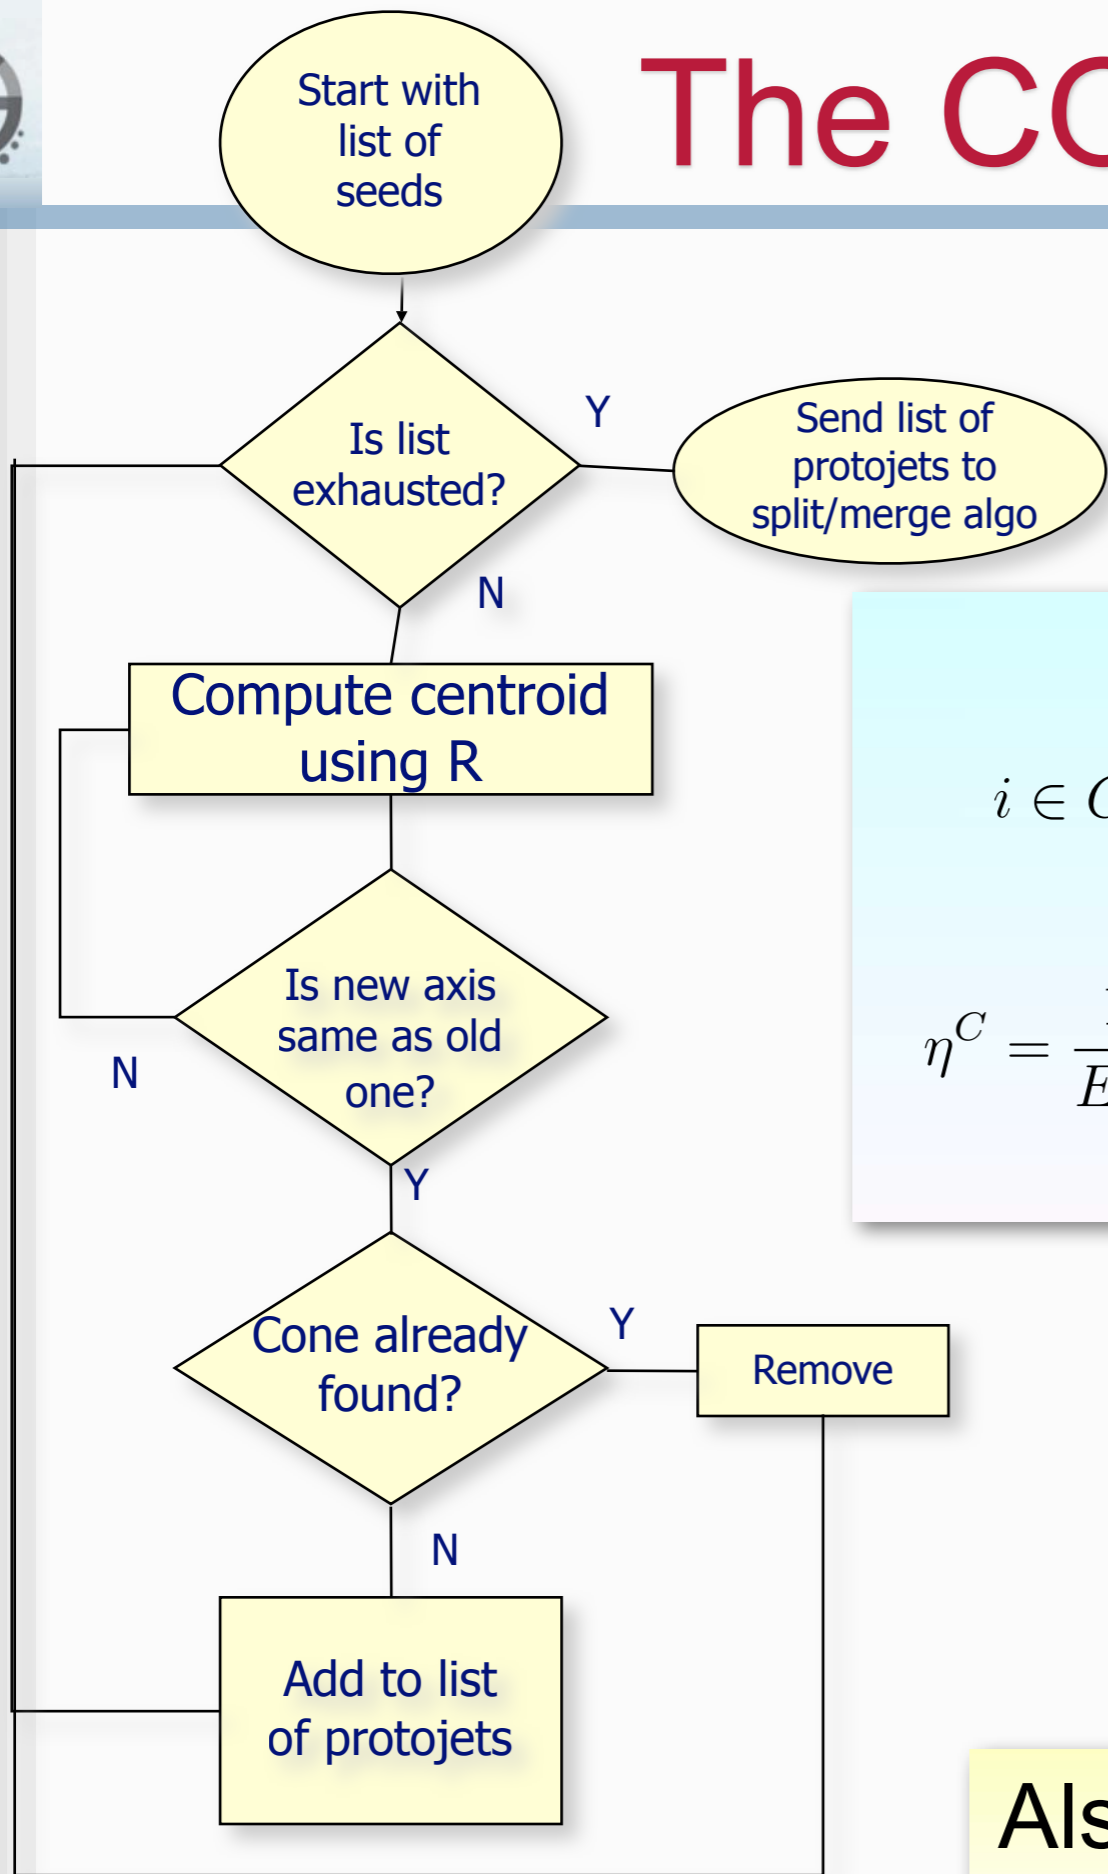 The CO
Start with
list of
seeds
Is list
exhausted?
Y
Send list of
protojets to
split/merge algo
N
Compute centroid
using R
i ∈ C
Is new axis
same as old
one?
N
η^C =
E
Y
Cone already
found?
Y
Remove
N
Add to list
of protojets
Als